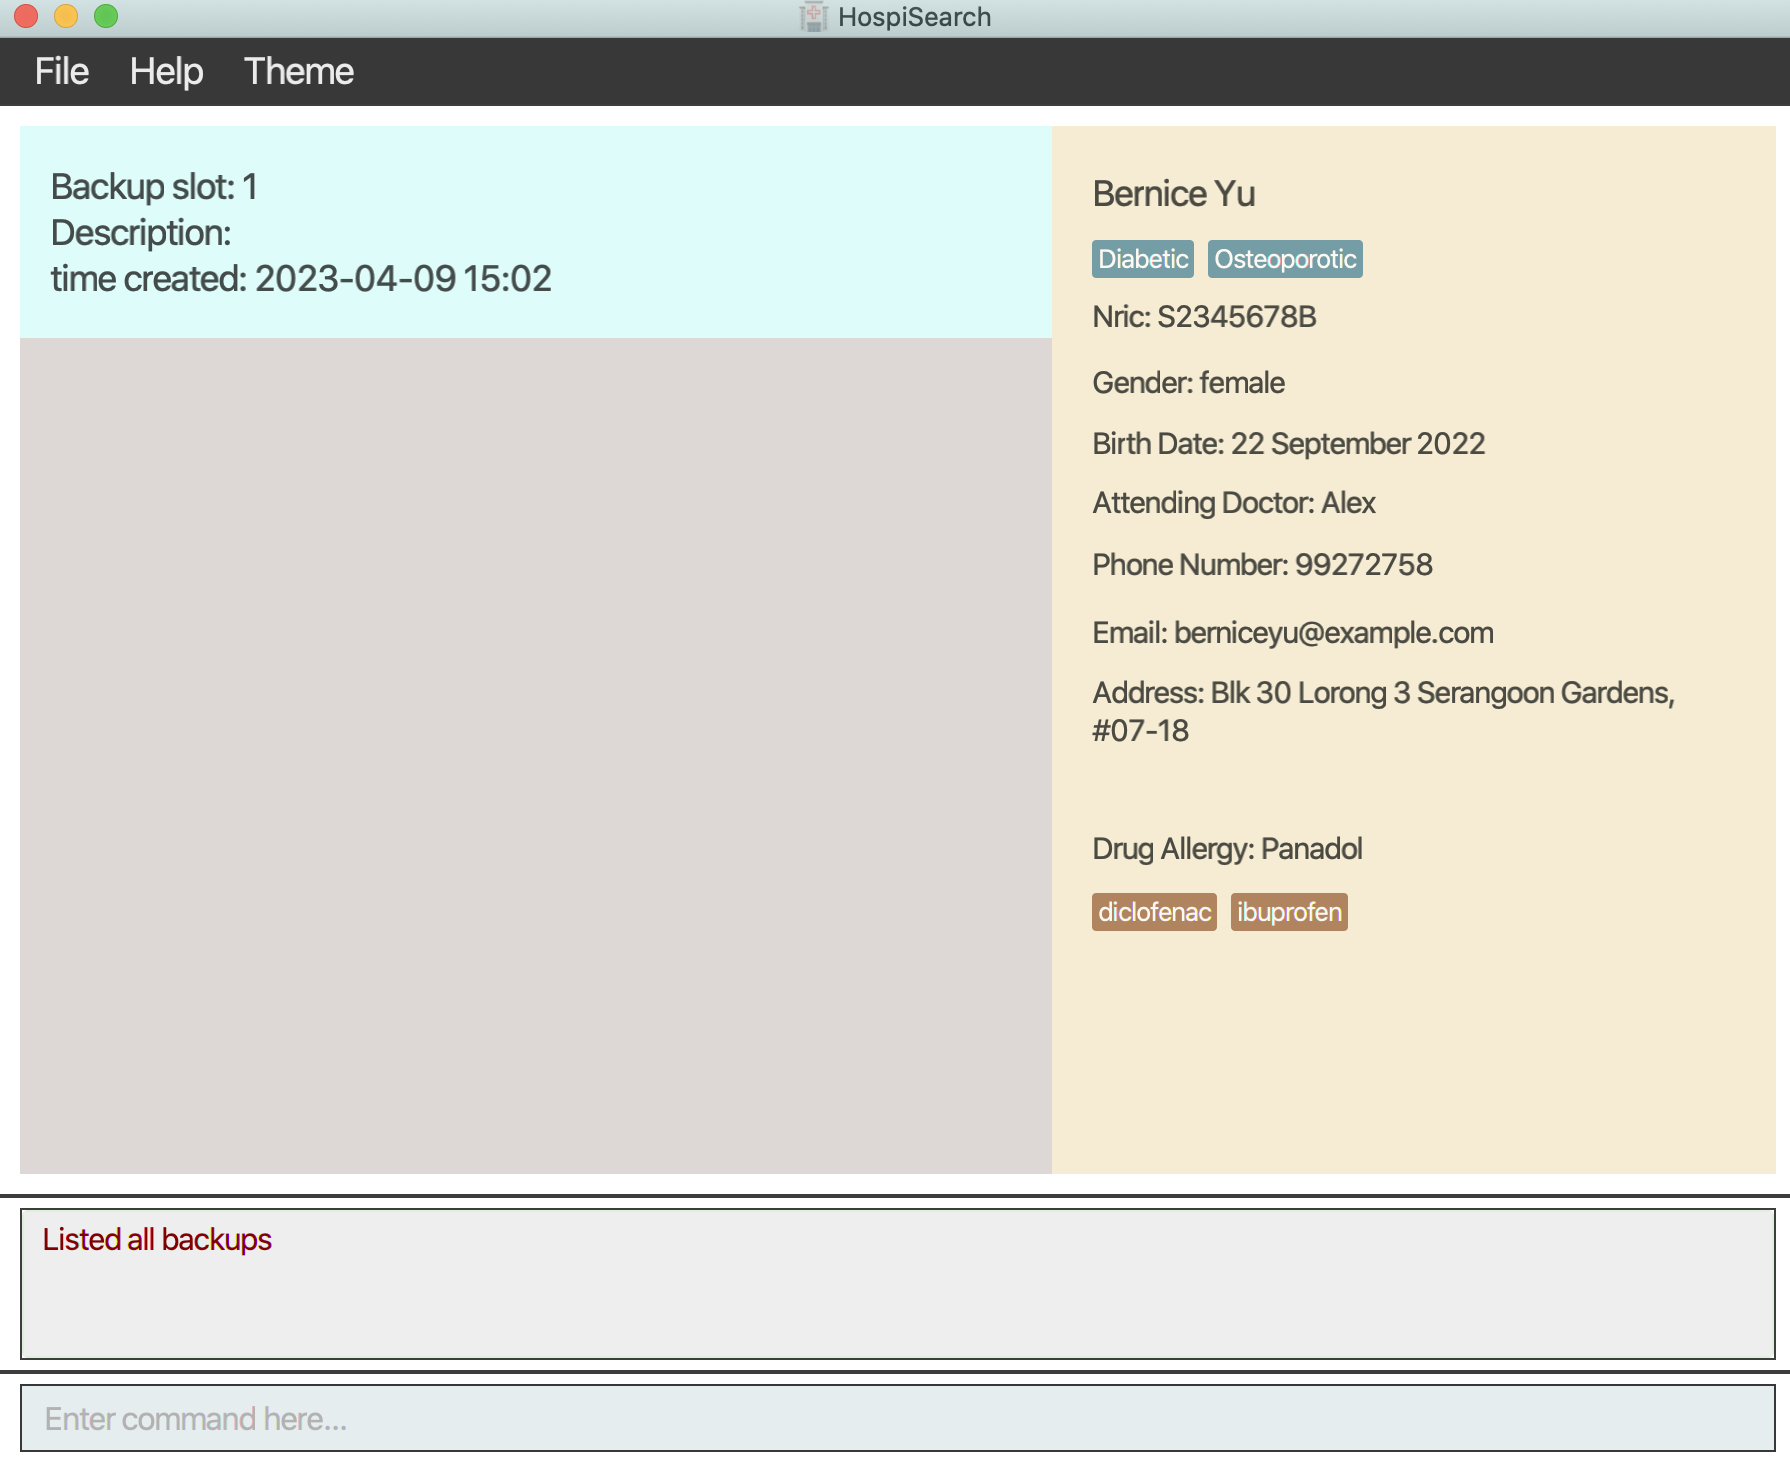 HospiSearch
File Help Theme
Backup slot: 1
Description:
time created: 2023-04-09 15:02
Bernice Yu
Diabetic Osteoporotic
Nric: S2345678B
Gender: female
Birth Date: 22 September 2022
Attending Doctor: Alex
Phone Number: 99272758
Email: berniceyu@example.com
Address: Blk 30 Lorong 3 Serangoon Gardens,
#07-18
Drug Allergy: Panadol
diclofenac ibuprofen
Listed all backups
Enter command here...